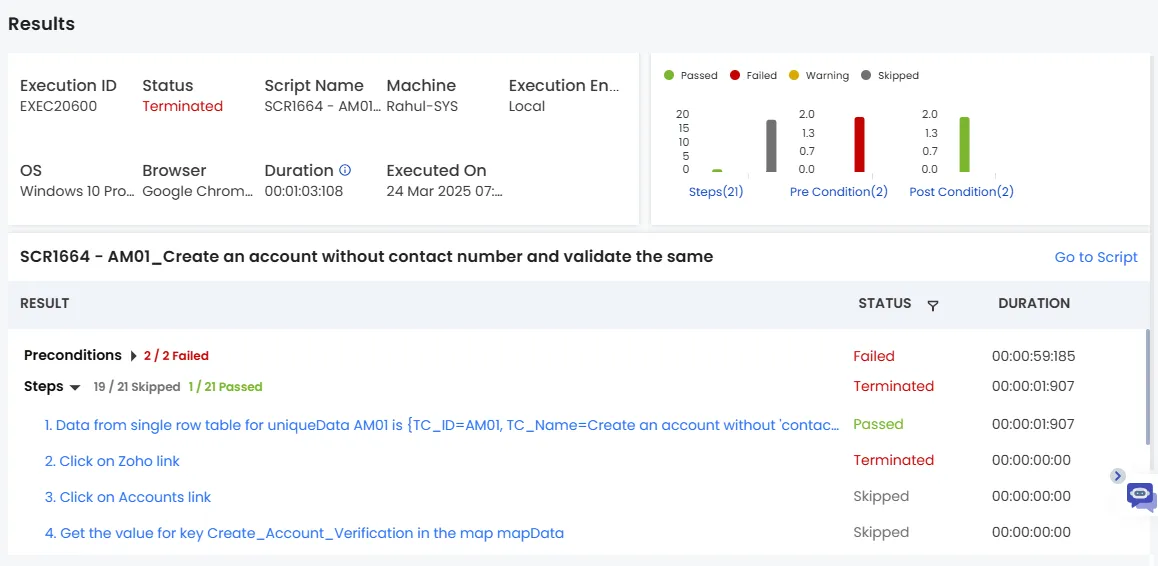 Results
Execution ID
EXEC20600
Status
Terminated
Script Name
SCR1664 - AM01...
Machine
Rahul-SYS
Execution En...
Local
OS
Windows 10 Pro...
Browser
Google Chrom...
Duration
00:01:03:108
Executed On
24 Mar 2025 07:...
Passed Failed Warning Skipped
20
15
10
5
0
Steps(21)
2.0
1.3
0.7
0.0
Pre Condition(2)
2.0
1.3
0.7
0.0
Post Condition(2)
SCR1664 - AM01_Create an account without contact number and validate the same
Go to Script
RESULT STATUS DURATION
Preconditions 2 / 2 Failed Failed 00:00:59:185
Steps 19 / 21 Skipped 1 / 21 Passed Terminated 00:00:01:907
1. Data from single row table for uniqueData AM01 is {TC_ID=AM01, TC_Name=Create an account without 'contac... Passed 00:00:01:907
2. Click on Zoho link Terminated 00:00:00:00
3. Click on Accounts link Skipped 00:00:00:00
4. Get the value for key Create_Account_Verification in the map mapData Skipped 00:00:00:00